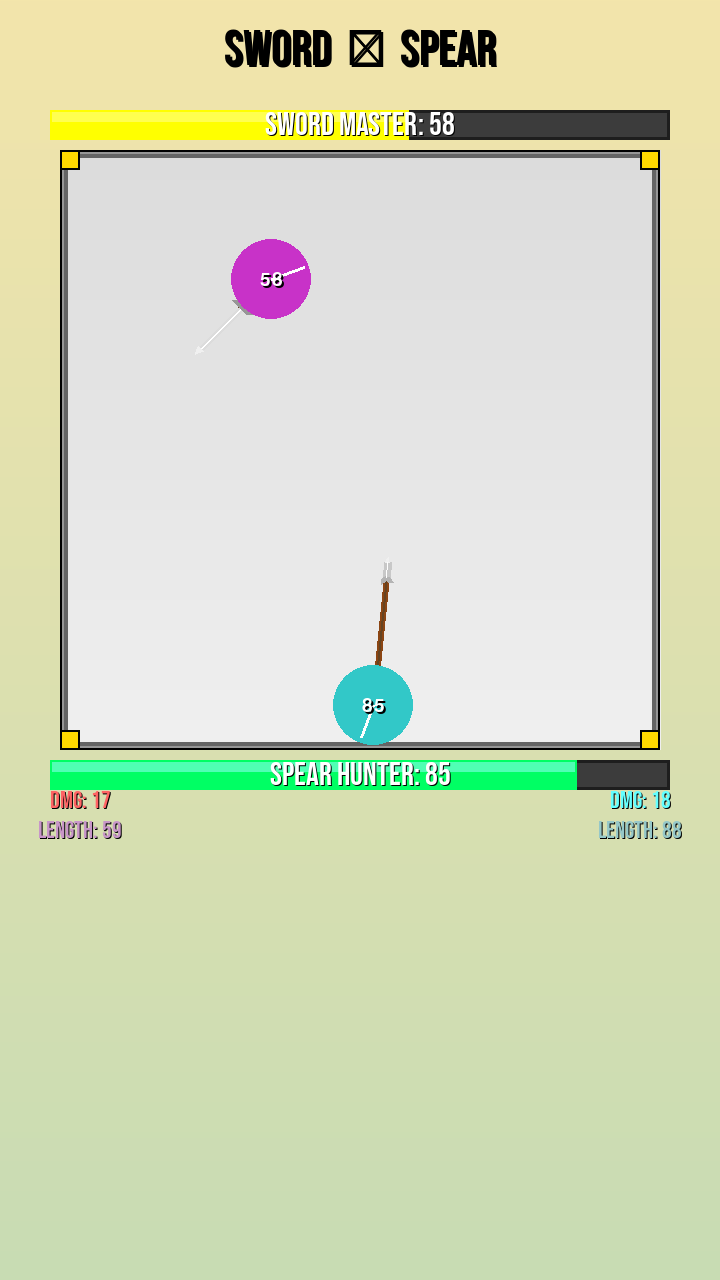 SWORD SPEAR
SWORD MASTER: 58
58
85
SPEAR HUNTER: 85
DMG: 17
DMG: 18
LENGTH: 59
LENGTH: 88